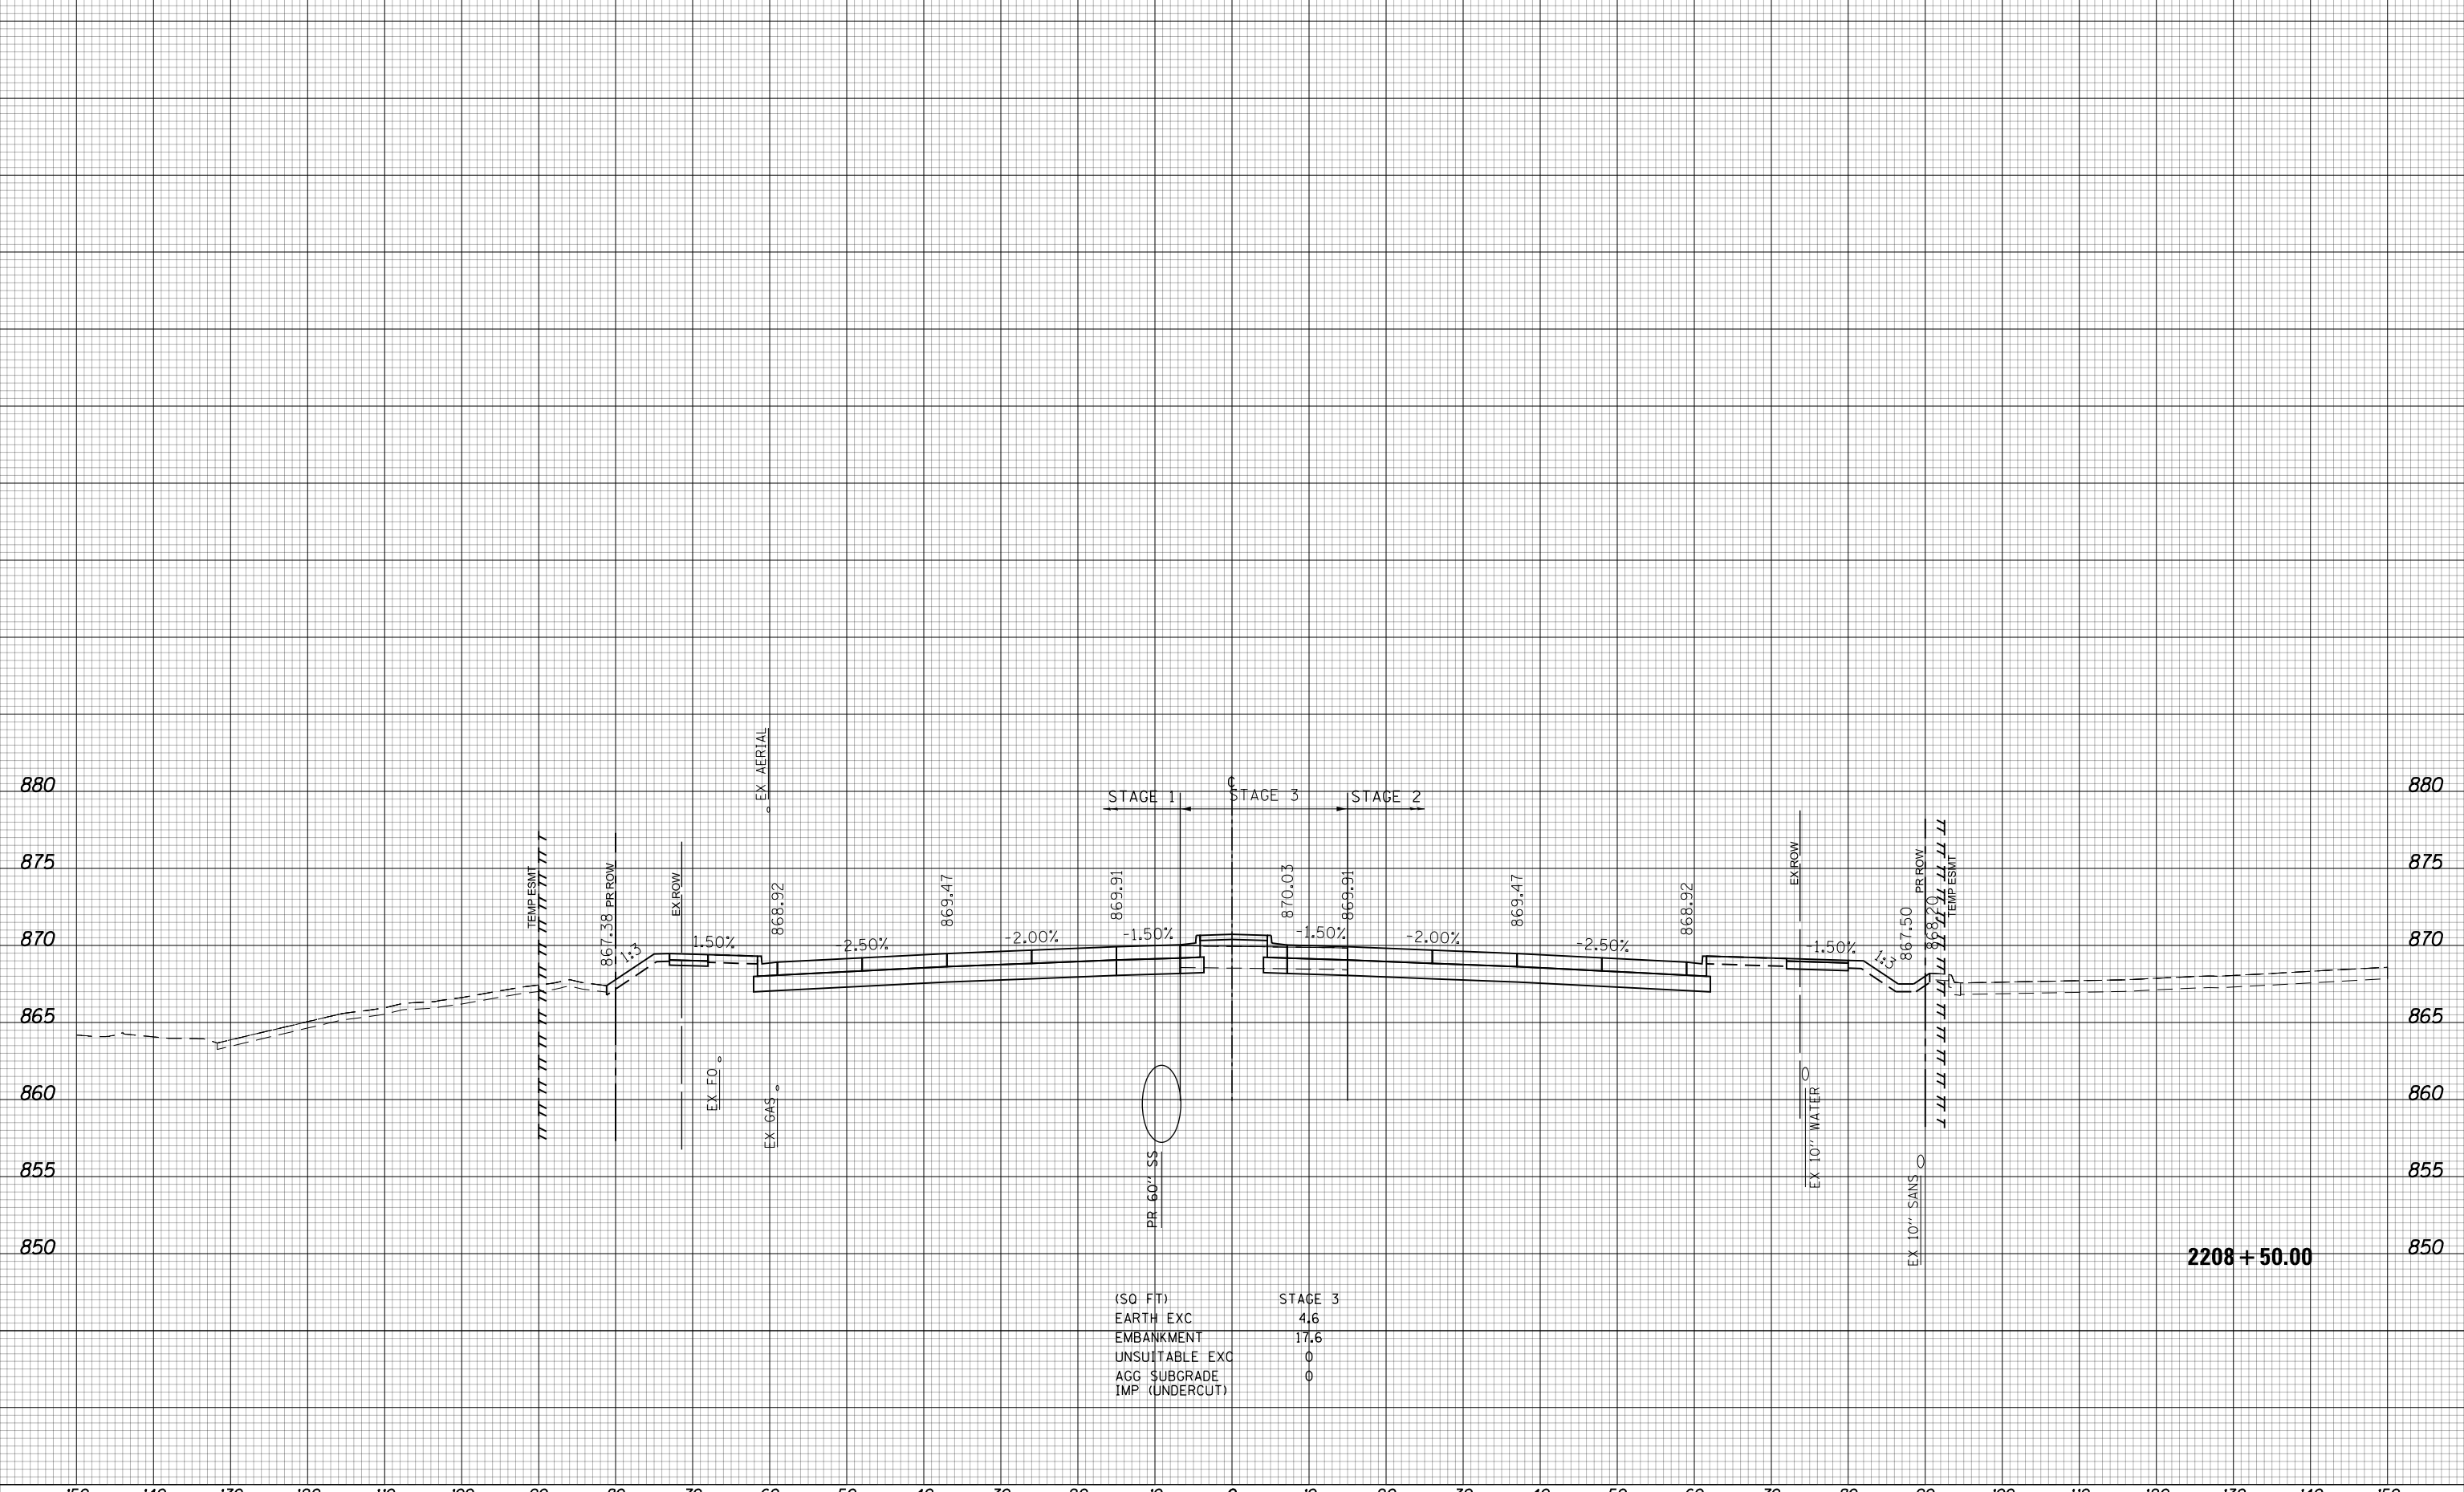 EX AERIAL
880
STAGE 1
℄
STAGE 3
STAGE 2
880
875
TEMP ESMT
867.38
PR ROW
EX ROW
868.92
869.47
869.91
870.03
869.91
869.47
868.92
EX ROW
867.50
PR ROW
868.20
TEMP ESMT
875
870
1:3
1.50%
-2.50%
-2.00%
-1.50%
-1.50%
-2.00%
-2.50%
-1.50%
1:3
870
865
865
860
EX FO
EX GAS
EX 10'' WATER
860
855
PR 60'' SS
EX 10'' SANS
855
850
850
2208+50.00
(SQ FT) STAGE 3
EARTH EXC 4.6
EMBANKMENT 17.6
UNSUITABLE EXC 0
AGG SUBGRADE 0
IMP (UNDERCUT)